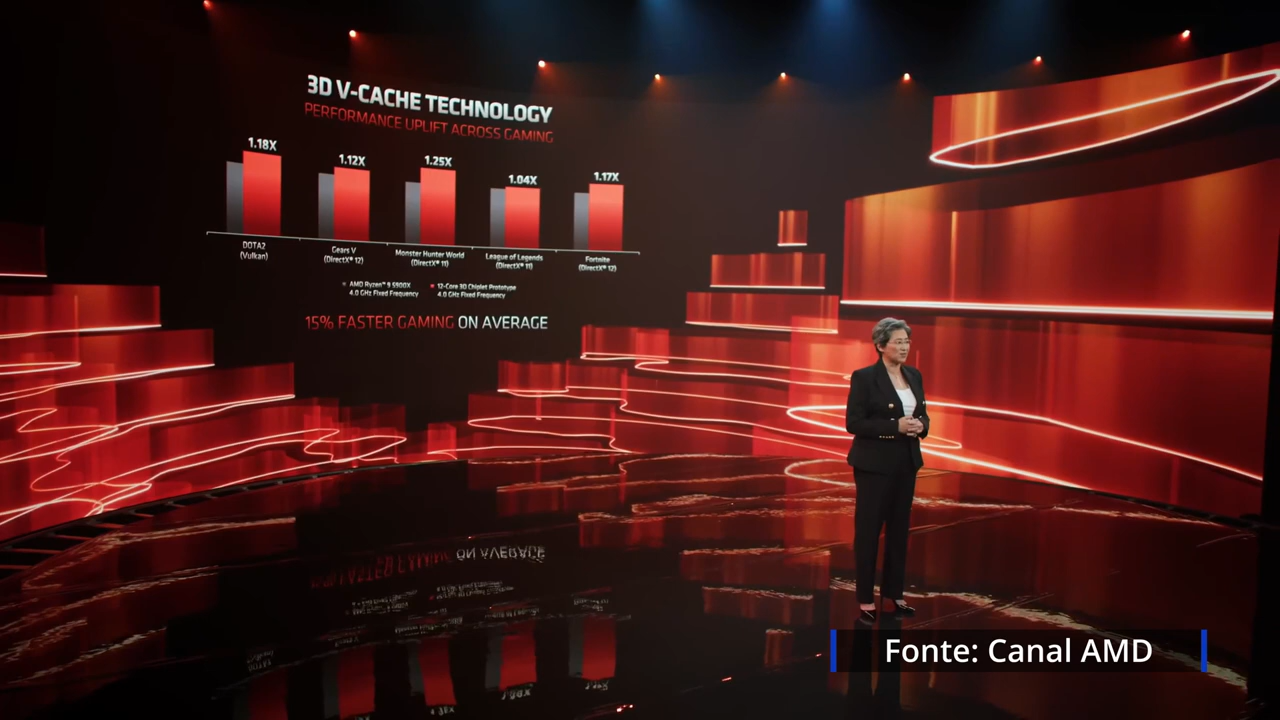 3D V-CACHE TECHNOLOGY
PERFORMANCE UPLIFT ACROSS GAMING
1.18X
1.12X
1.25X
1.04X
1.17X
DOTA2
(Vulkan)
Gears V
(DirectX® 12)
Monster Hunter World
(DirectX® 11)
League of Legends
(DirectX® 11)
Fortnite
(DirectX® 12)
AMD Ryzen™ 9 5900X
4.0 GHz Fixed Frequency
12-Core 3D Chiplet Prototype
4.0 GHz Fixed Frequency
15% FASTER GAMING ON AVERAGE
Fonte: Canal AMD